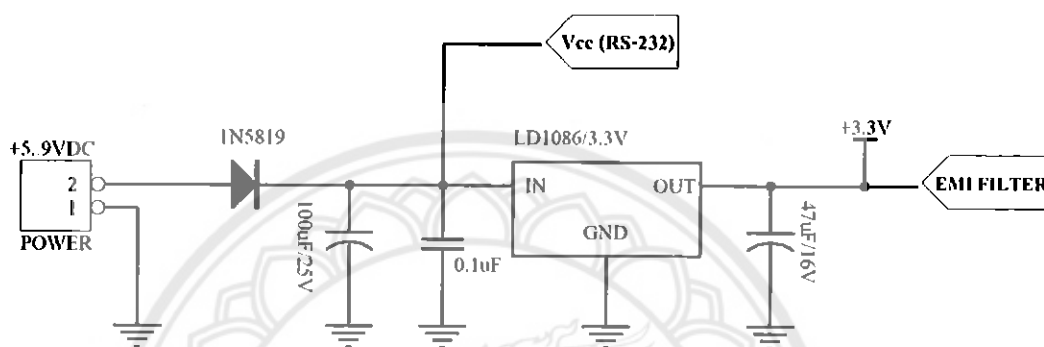 Vcc (RS-232)
1N5819
LD1086/3.3V
+3.3V
+5..9VDC
2
1
POWER
100uF/25V
0.1uF
IN
OUT
GND
47uF/16V
EMI FILTER